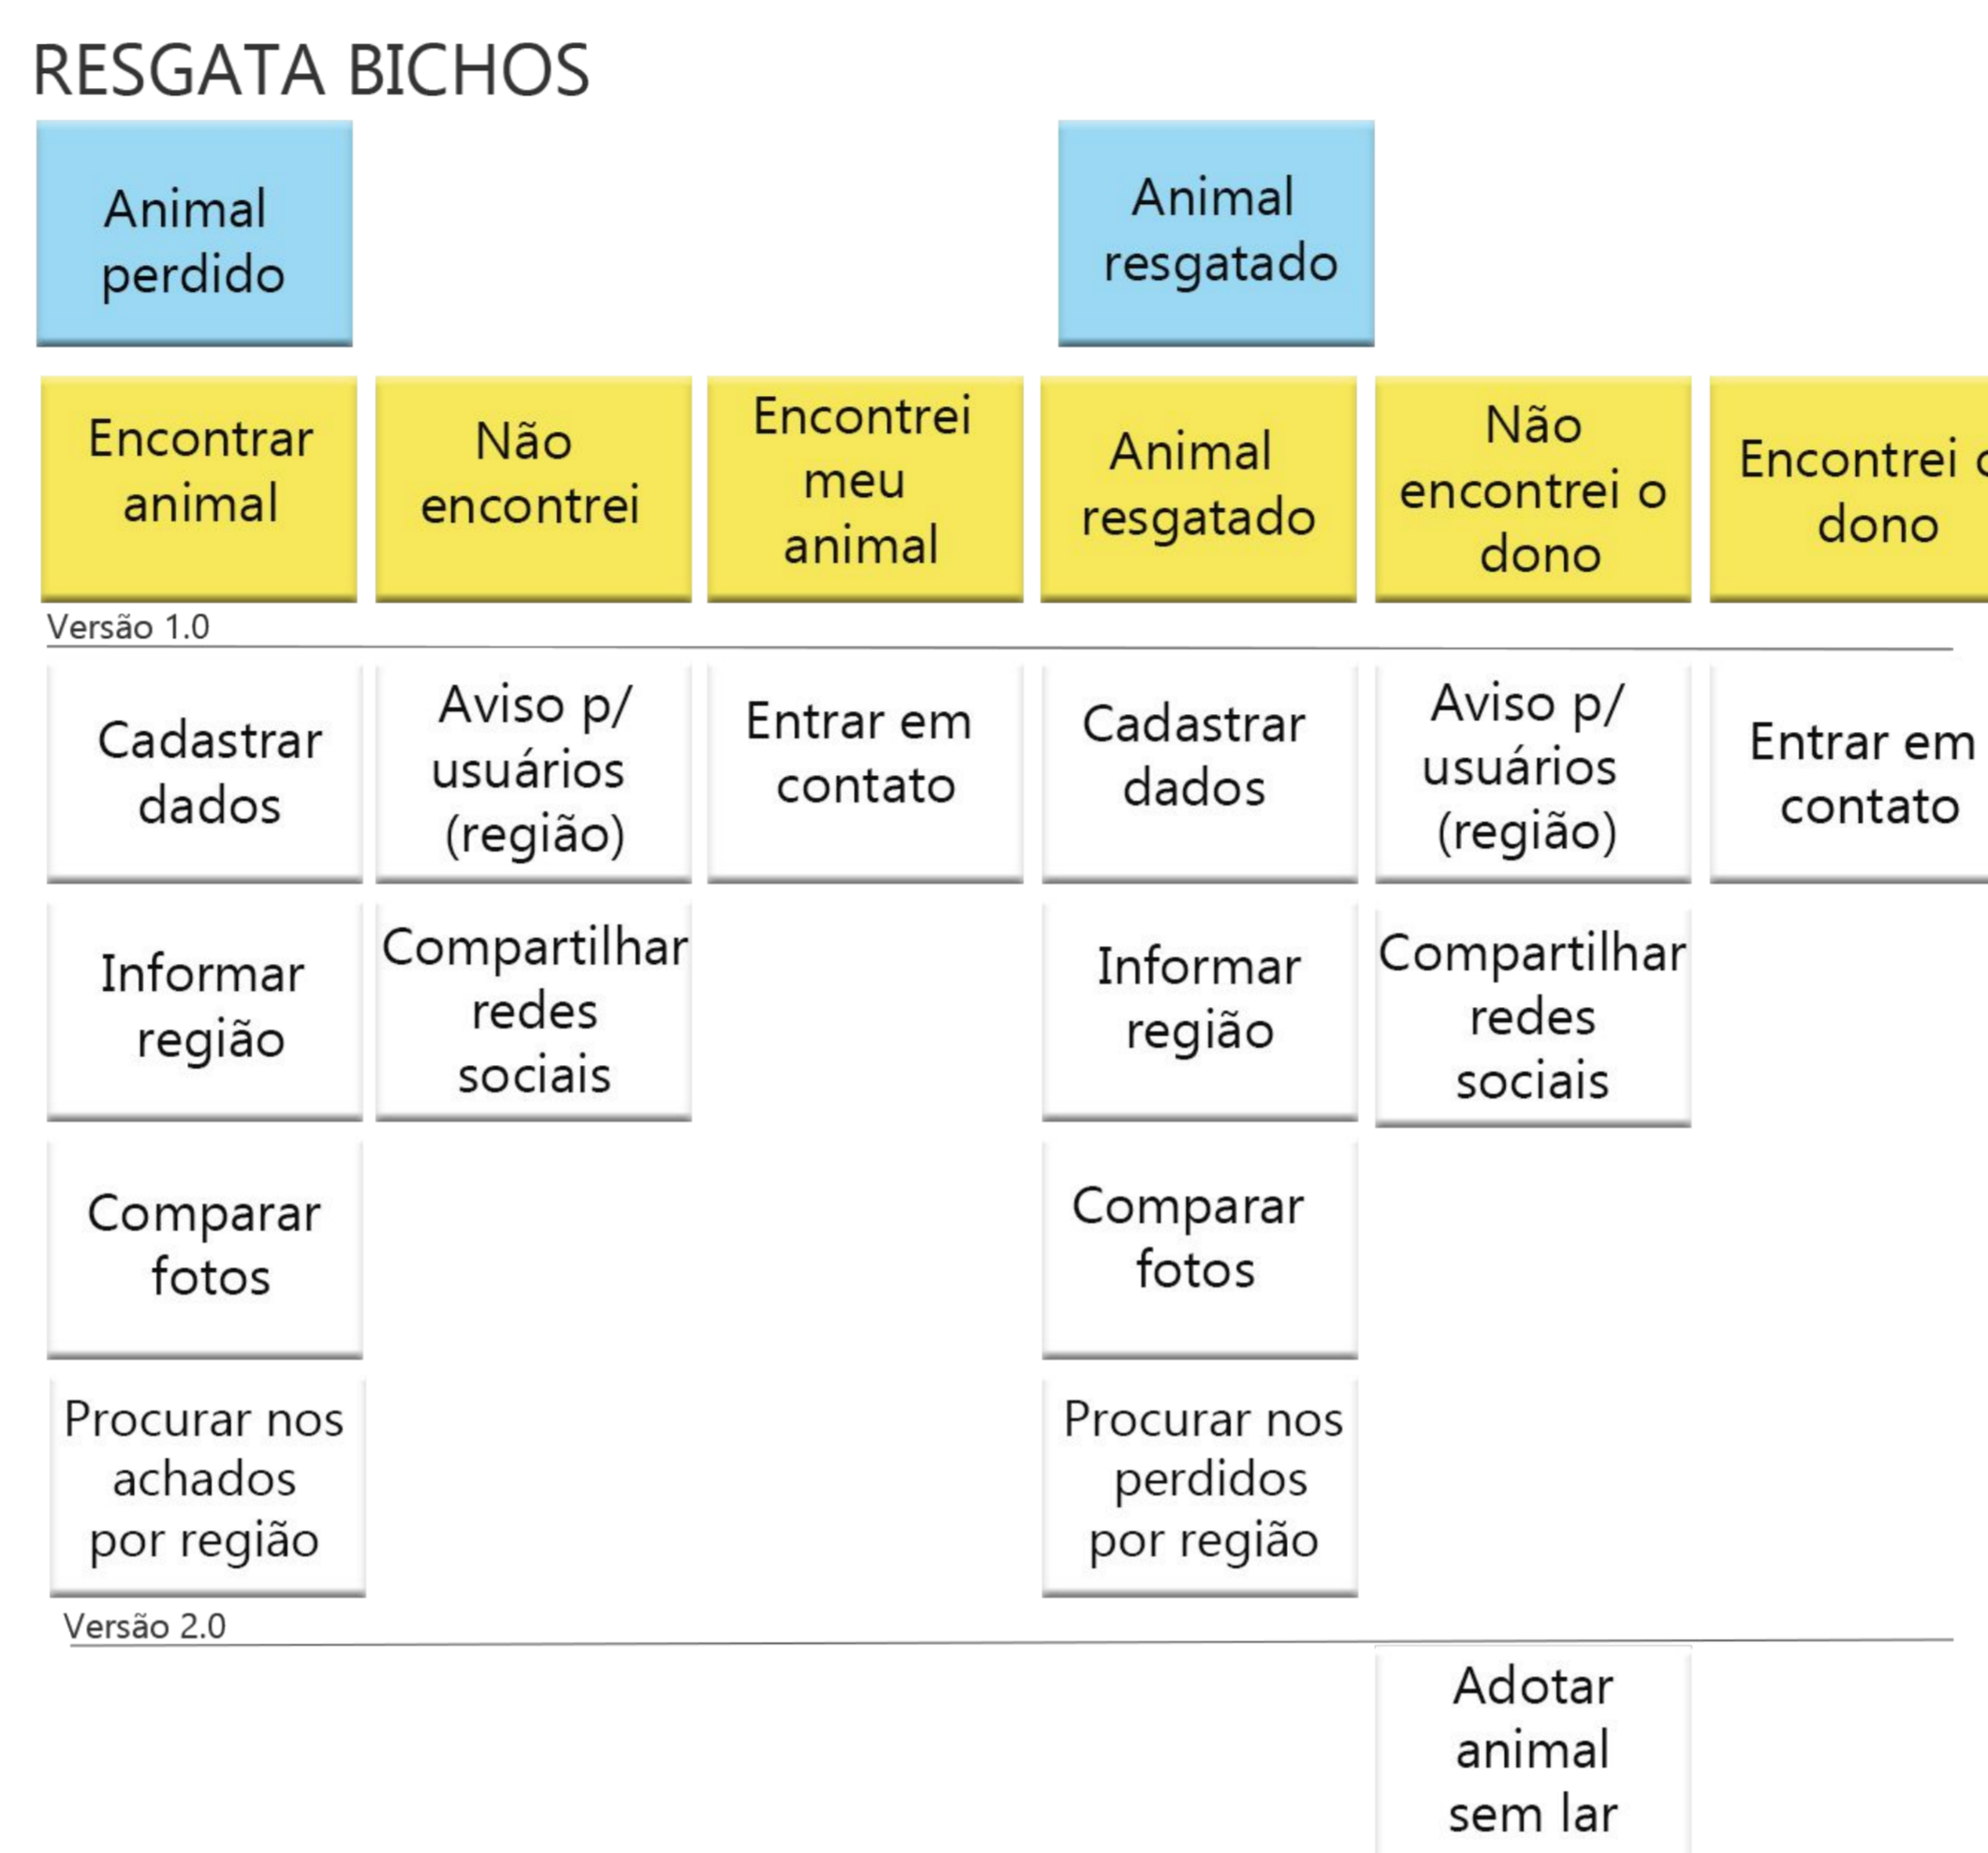 RESGATA BICHOS
Animal
perdido
Animal
resgatado
Encontrar
animal
Não
encontrei
Encontrei
meu
animal
Animal
resgatado
Não
encontrei o
dono
Encontrei
dono
Versão 1.0
Cadastrar
dados
Aviso p/
usuários
(região)
Entrar em
contato
Cadastrar
dados
Aviso p/
usuários
(região)
Entrar em
contato
Informar
região
Compartilhar
redes
sociais
Informar
região
Compartilhar
redes
sociais
Comparar
fotos
Comparar
fotos
Procurar nos
achados
por região
Procurar nos
perdidos
por região
Versão 2.0
Adotar
animal
sem lar